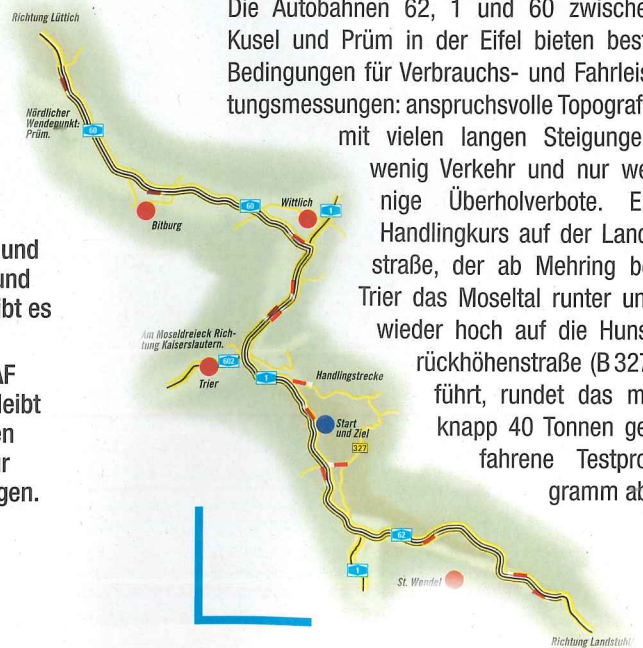 Die Autobahnen 62, 1 und 60 zwische
Kusel und Prüm in der Eifel bieten best
Bedingungen für Verbrauchs- und Fahrleis
tungsmessungen: anspruchsvolle Topograf
mit vielen langen Steigunge
wenig Verkehr und nur we
nige Überholverbote. E
Handlingkurs auf der Land
straße, der ab Mehring b
Trier das Moseltal runter un
wieder hoch auf die Huns
rückhöhenstraße (B 327
führt, rundet das m
knapp 40 Tonnen ge
fahrene Testpro
gramm ab
und
und
ibt es
AF
leibt
en
ür
gen.
Richtung Lüttich
Nördlicher
Wendepunkt:
Prüm.
60
Bitburg
60
Wittlich
1
Am Moseldreieck Rich-
tung Kaiserslautern.
602
Trier
1
Handlingstrecke
Start
und Ziel
327
62
1
St. Wendel
Richtung Landstuhl